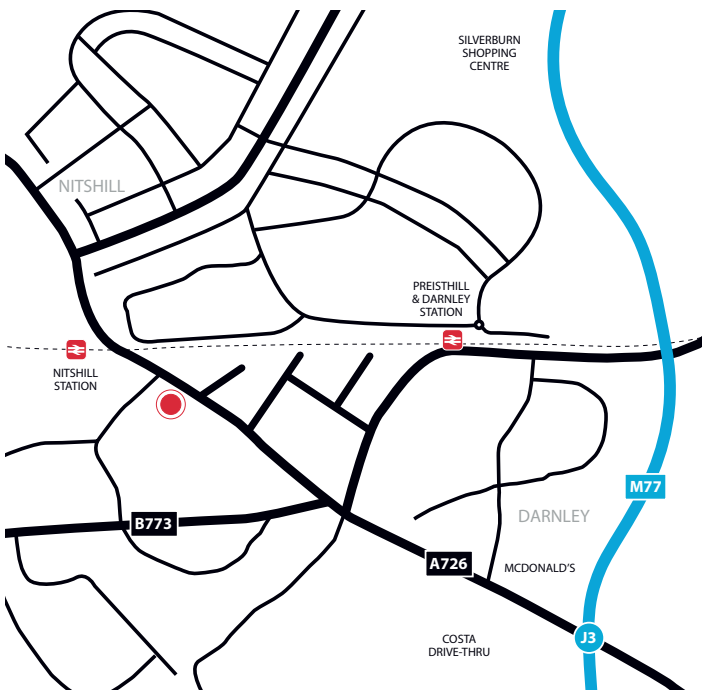 SILVERBURN
SHOPPING
CENTRE
NITSHILL
PREISTHILL
& DARNLEY
STATION
NITSHILL
STATION
M77
B773
DARNLEY
A726
MCDONALD'S
J3
COSTA
DRIVE-THRU